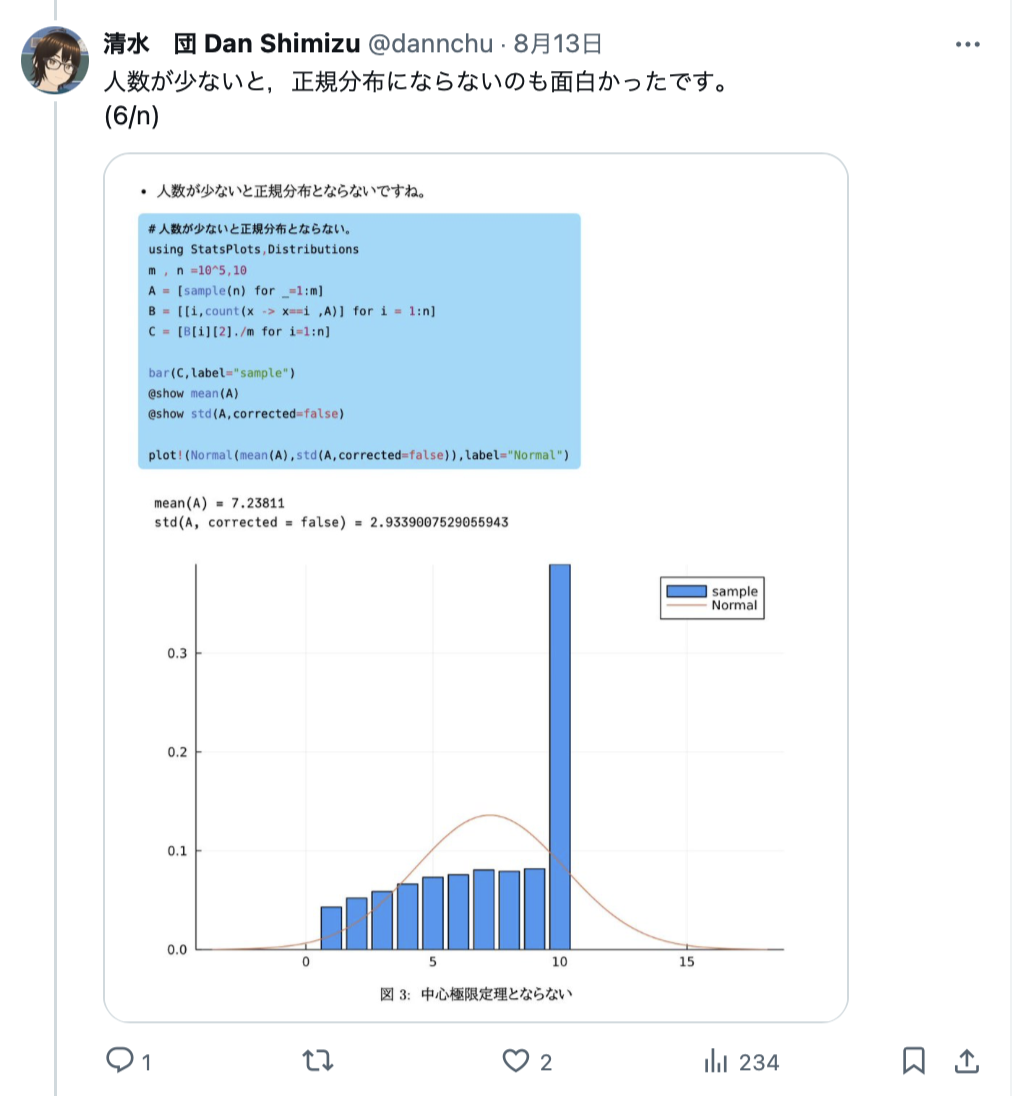 清水　団 Dan Shimizu @dannchu · 8月13日
人数が少ないと，正規分布にならないのも面白かったです。
(6/n)
• 人数が少ないと正規分布とならないですね。
# 人数が少ないと正規分布とならない。
using StatsPlots,Distributions
m , n =10^5,10
A = [sample(n) for _=1:m]
B = [[i,count(x -> x==i ,A)] for i = 1:n]
C = [B[i][2]./m for i=1:n]
bar(C,label="sample")
@show mean(A)
@show std(A,corrected=false)
plot!(Normal(mean(A),std(A,corrected=false)),label="Normal")
mean(A) = 7.23811
std(A, corrected = false) = 2.9339007529055943
sample
Normal
0.3
0.2
0.1
0.0
0 5 10 15
図 3: 中心極限定理とならない
1 2 234